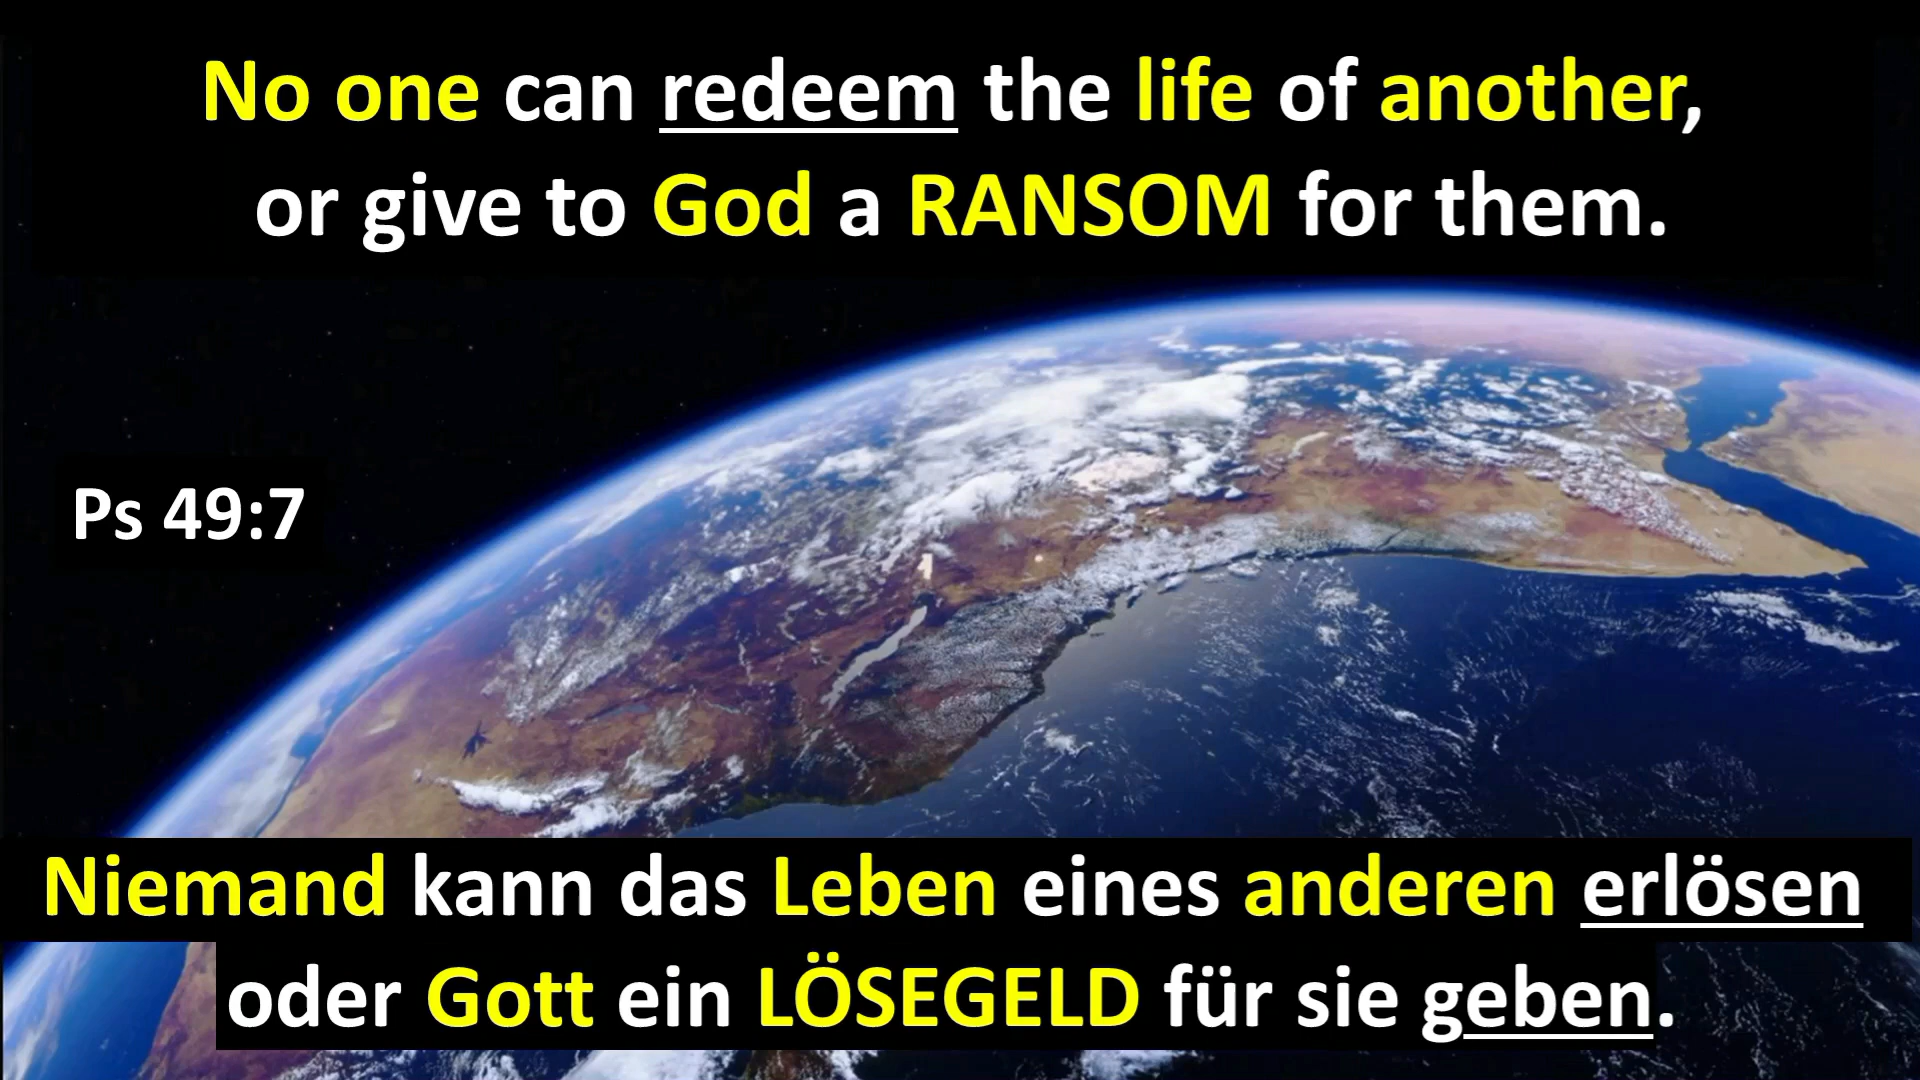 No one can redeem the life of another,
or give to God a RANSOM for them.
Ps 49:7
Niemand kann das Leben eines anderen erlösen
oder Gott ein LÖSEGELD für sie geben.